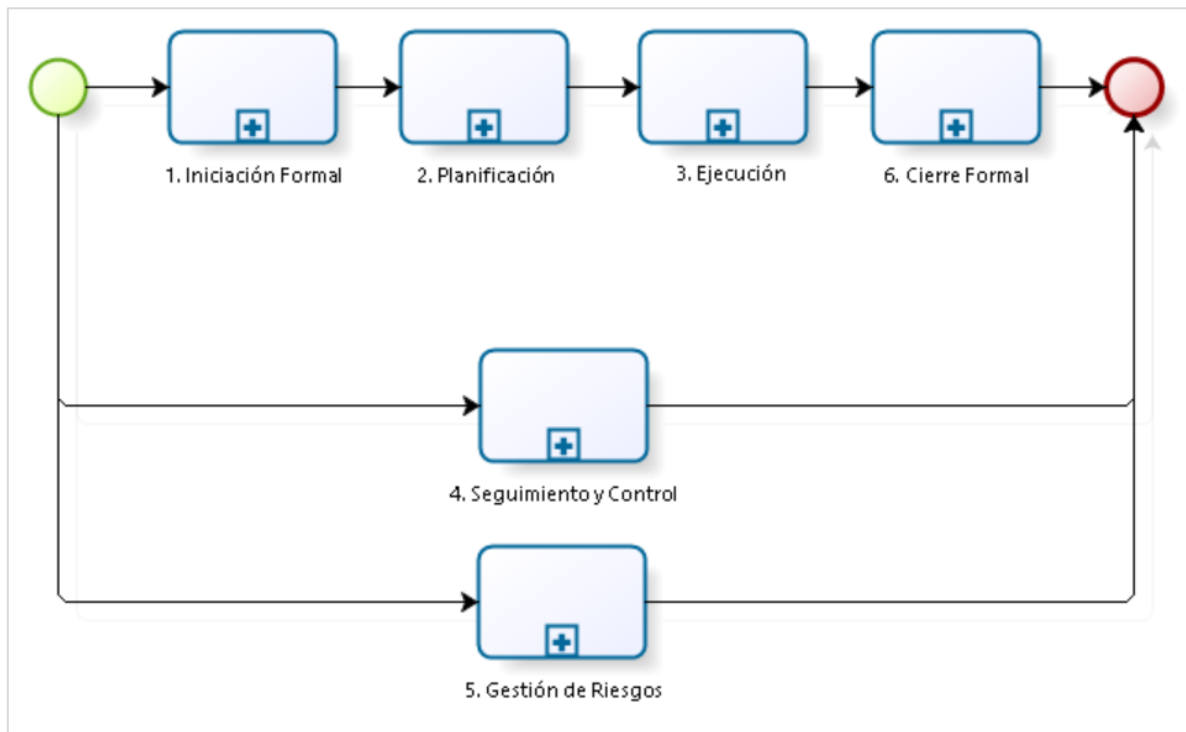 1. Iniciación Formal
2. Planificación
3. Ejecución
6. Cierre Formal
4. Seguimiento y Control
5. Gestión de Riesgos